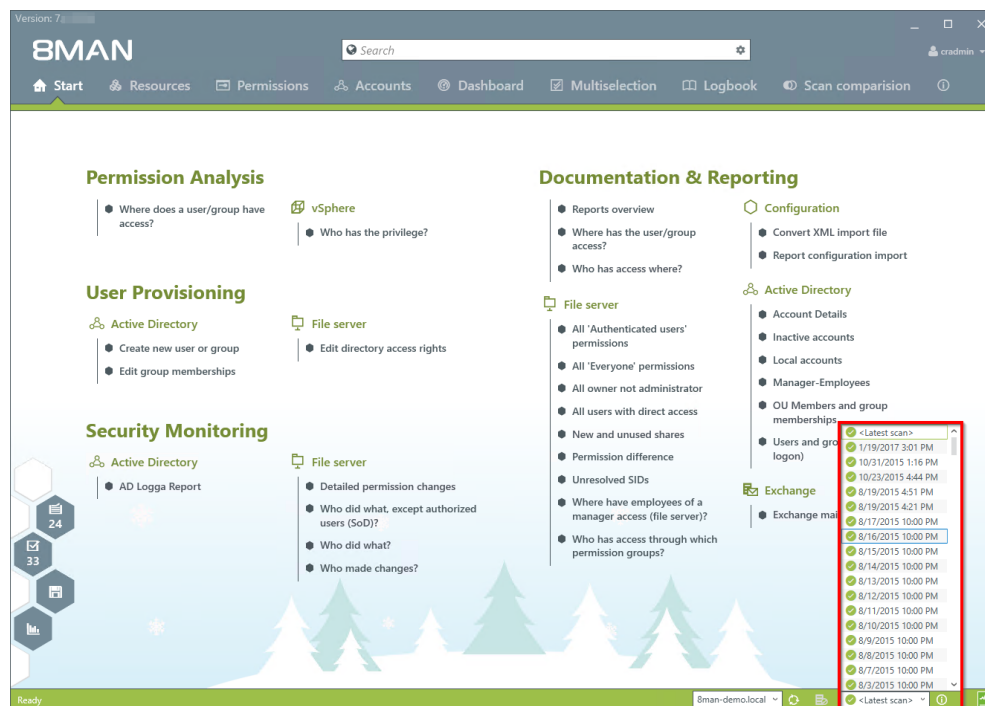 Version: 7.
8MAN
Search
cradmin
Start
Resources
Permissions
Accounts
Dashboard
Multiselection
Logbook
Scan comparision
Permission Analysis
Where does a user/group have
access?
vSphere
Who has the privilege?
User Provisioning
Active Directory
Create new user or group
Edit group memberships
File server
Edit directory access rights
Security Monitoring
Active Directory
AD Logga Report
File server
Detailed permission changes
Who did what, except authorized
users (SoD)?
Who did what?
Who made changes?
Documentation & Reporting
Reports overview
Where has the user/group
access?
Who has access where?
File server
All 'Authenticated users'
permissions
All 'Everyone' permissions
All owner not administrator
All users with direct access
New and unused shares
Permission difference
Unresolved SIDs
Where have employees of a
manager access (file server)?
Who has access through which
permission groups?
Configuration
Convert XML import file
Report configuration import
Active Directory
Account Details
Inactive accounts
Local accounts
Manager-Employees
OU Members and group
memberships
Users and gro
logon)
Exchange
Exchange mai
<Latest scan>
1/19/2017 3:01 PM
10/31/2015 1:16 PM
10/23/2015 4:44 PM
8/19/2015 4:51 PM
8/19/2015 4:21 PM
8/17/2015 10:00 PM
8/16/2015 10:00 PM
8/15/2015 10:00 PM
8/14/2015 10:00 PM
8/13/2015 10:00 PM
8/12/2015 10:00 PM
8/11/2015 10:00 PM
8/10/2015 10:00 PM
8/9/2015 10:00 PM
8/8/2015 10:00 PM
8/7/2015 10:00 PM
8/3/2015 10:00 PM
24
33
Ready
8man-demo.local
<Latest scan>